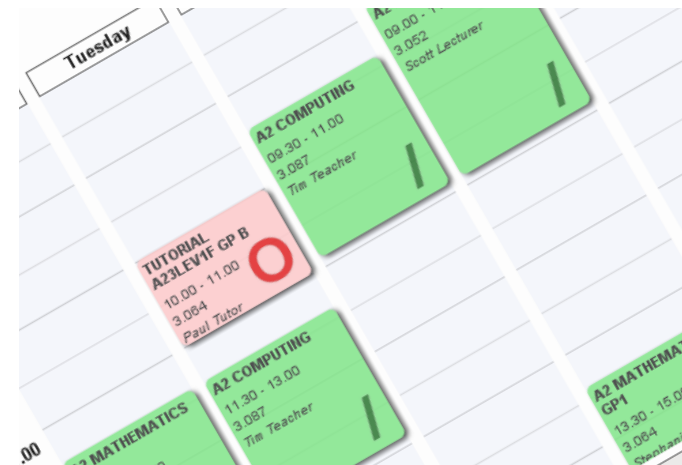 Tuesday
09.00 -
3.052
Scott Lecturer
A2 COMPUTING
09.30 - 11.00
3.087
Tim Teacher
TUTORIAL
A23LEV1F GP B
10.00 - 11.00
3.064
Paul Tutor
A2 COMPUTING
11.30 - 13.00
3.087
Tim Teacher
MATHEMATICS
.00
A2 MATHEMAT
GP1
13.30 - 15.0
3.064
Stephan